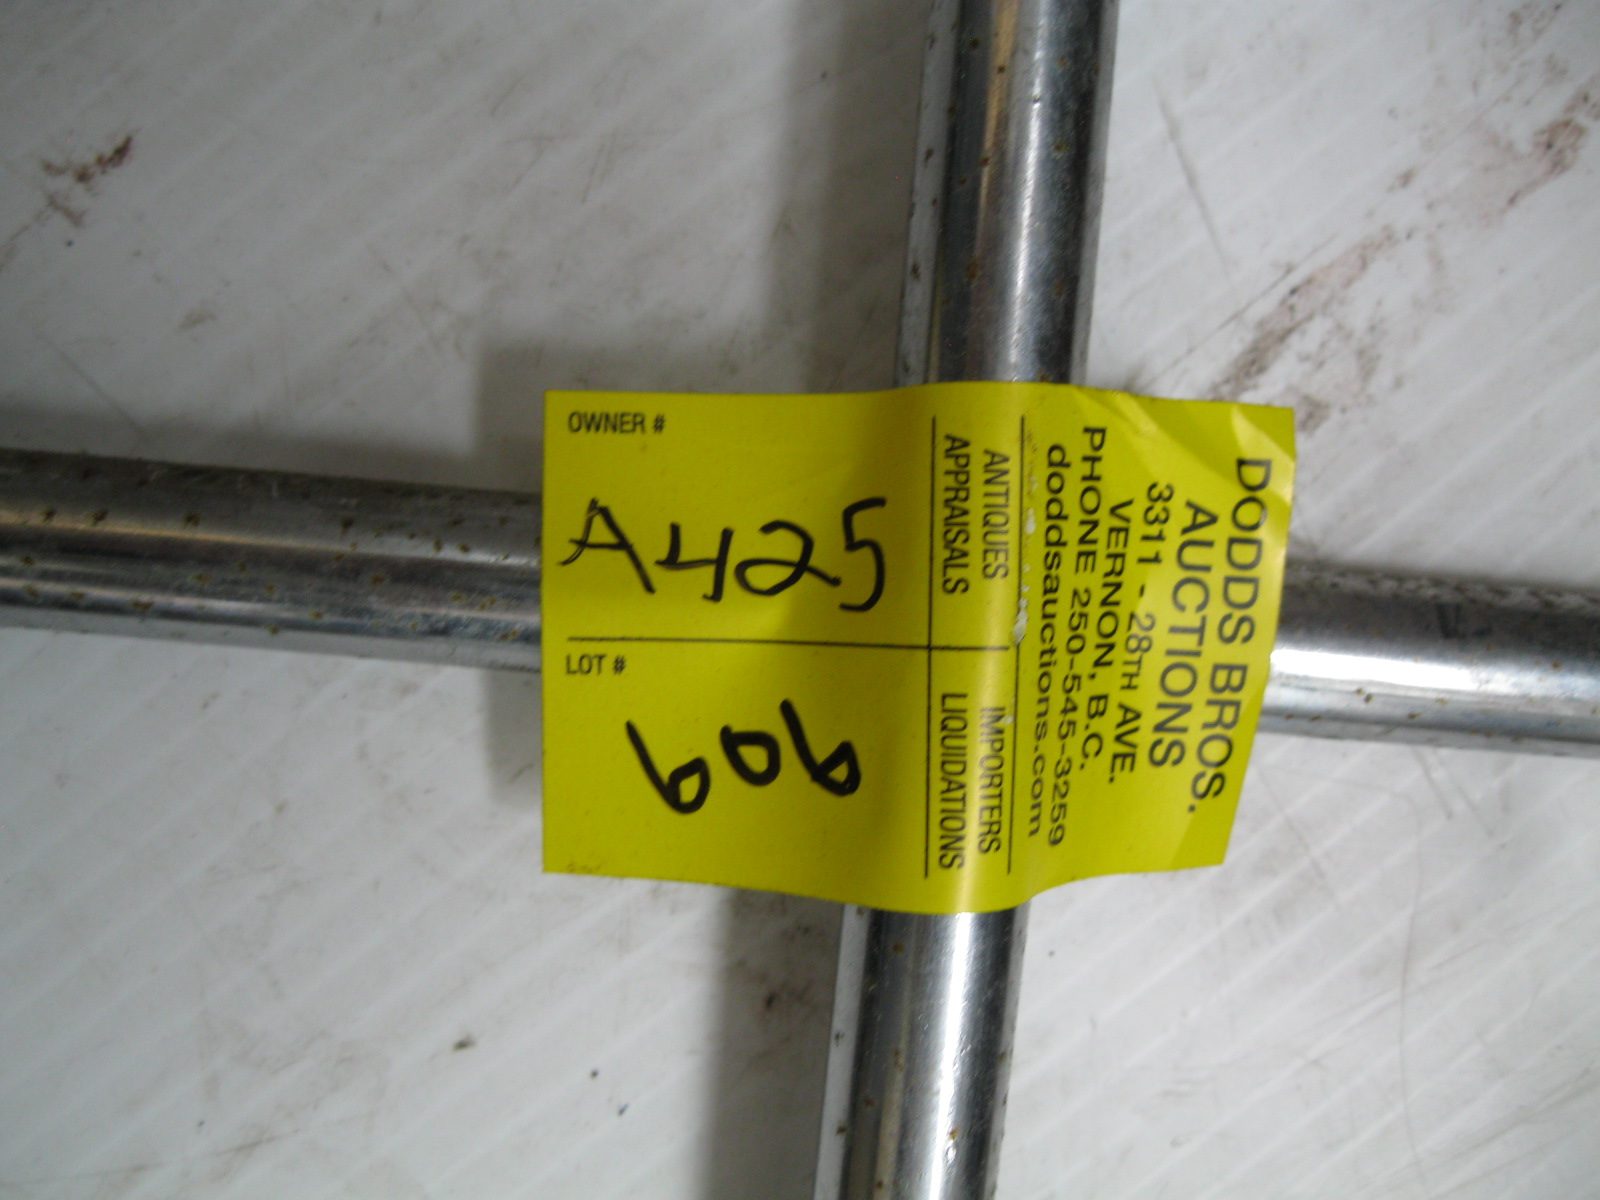 DODDS BROS.
AUCTIONS
3311 - 28TH AVE.
VERNON, B.C.
PHONE 250-545-3259
doddsauctions.com
ANTIQUES
APPRAISALS
IMPORTERS
LIQUIDATIONS
OWNER #
A425
LOT #
606